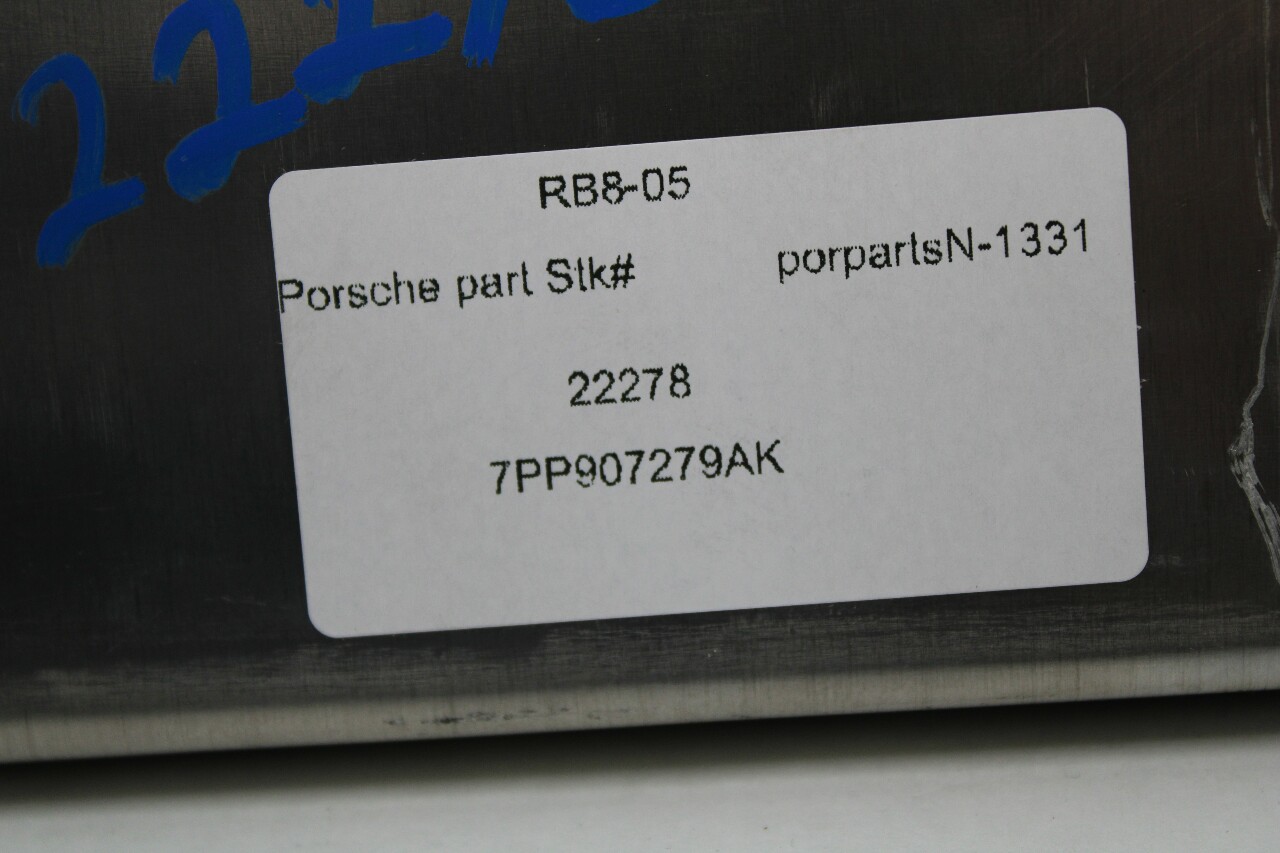 RB8-05
Porsche part Stk# porpartsN-1331
22278
7PP907279AK